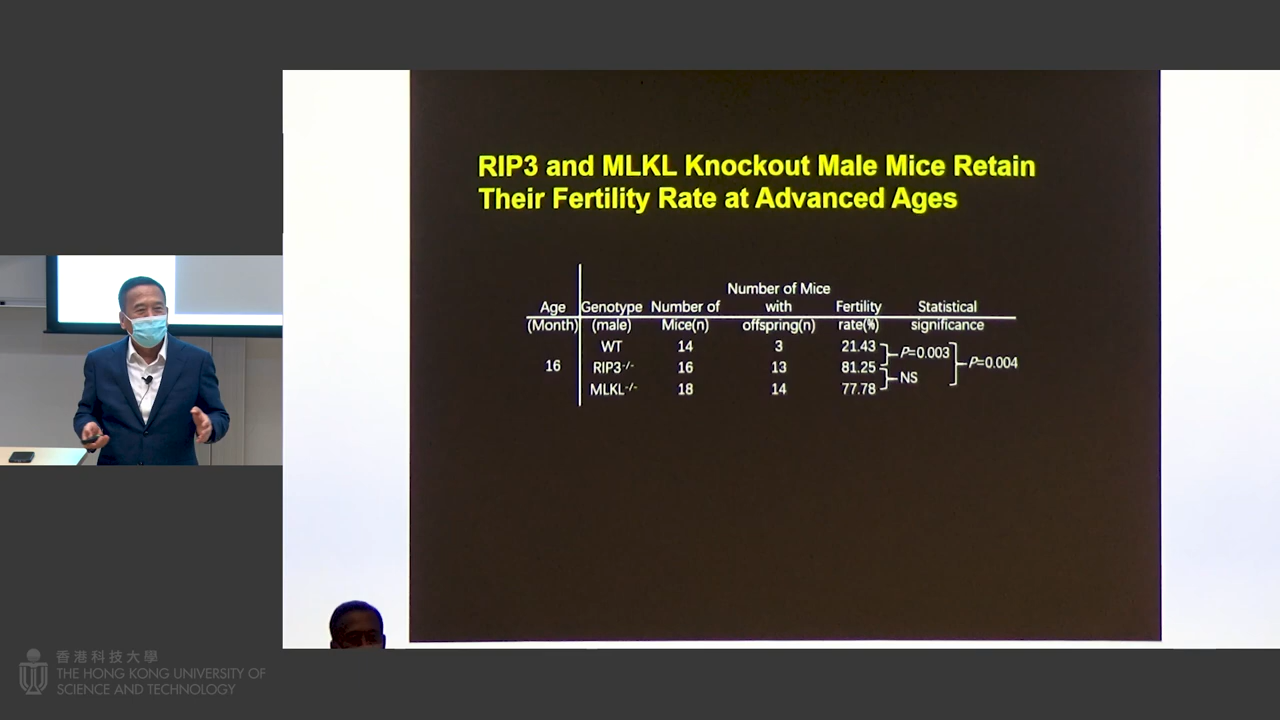 RIP3 and MLKL Knockout Male Mice Retain
Their Fertility Rate at Advanced Ages
Age (Month) Genotype (male) Number of Mice(n) Number of Mice with offspring(n) Fertility rate(%) Statistical significance
16 WT 14 3 21.43
RIP3-/- 16 13 81.25
MLKL-/- 18 14 77.78
P=0.003
NS
P=0.004
香港科技大學
THE HONG KONG UNIVERSITY OF
SCIENCE AND TECHNOLOGY